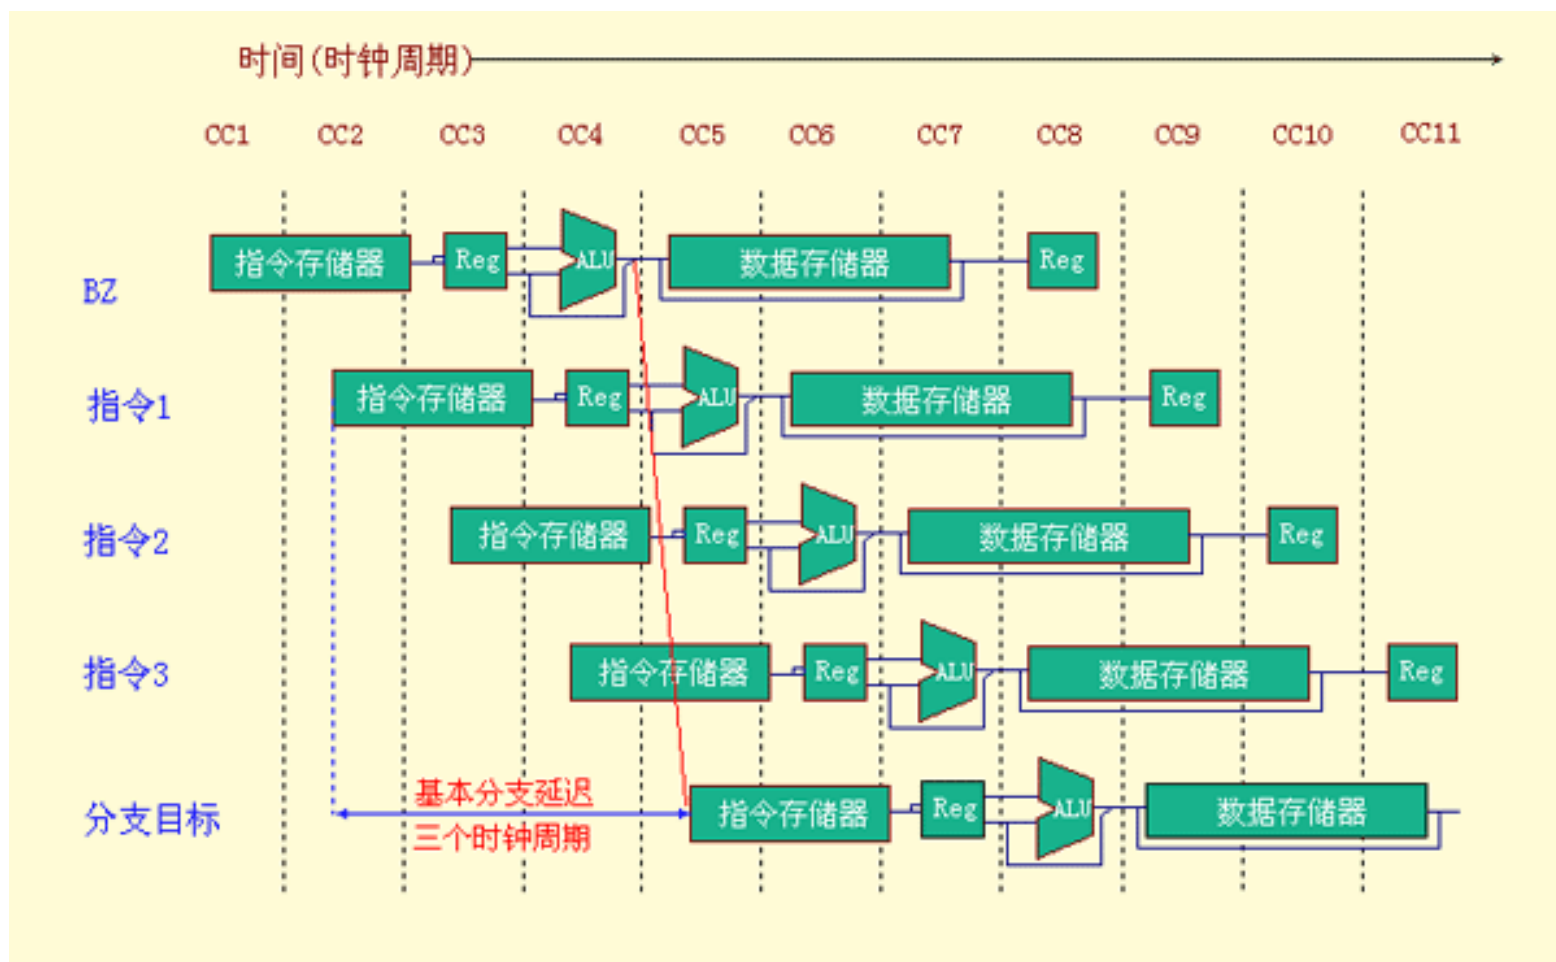 时间(时钟周期)
CC1 CC2 CC3 CC4 CC5 CC6 CC7 CC8 CC9 CC10 CC11
BZ 指令存储器 Reg ALU 数据存储器 Reg
指令1 指令存储器 Reg ALU 数据存储器 Reg
指令2 指令存储器 Reg ALU 数据存储器 Reg
指令3 指令存储器 Reg ALU 数据存储器 Reg
分支目标 基本分支延迟 指令存储器 Reg ALU 数据存储器
三个时钟周期